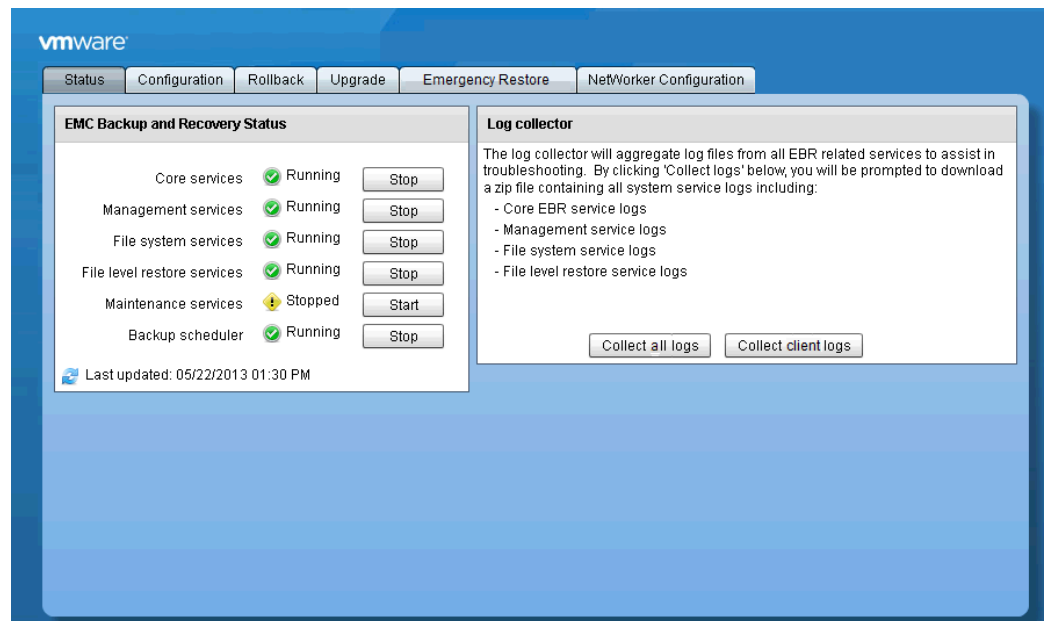 vmware
Status Configuration Rollback Upgrade Emergency Restore NetWorker Configuration
EMC Backup and Recovery Status
Core services Running Stop
Management services Running Stop
File system services Running Stop
File level restore services Running Stop
Maintenance services Stopped Start
Backup scheduler Running Stop
Last updated: 05/22/2013 01:30 PM
Log collector
The log collector will aggregate log files from all EBR related services to assist in
troubleshooting. By clicking 'Collect logs' below, you will be prompted to download
a zip file containing all system service logs including:
- Core EBR service logs
- Management service logs
- File system service logs
- File level restore service logs
Collect all logs Collect client logs